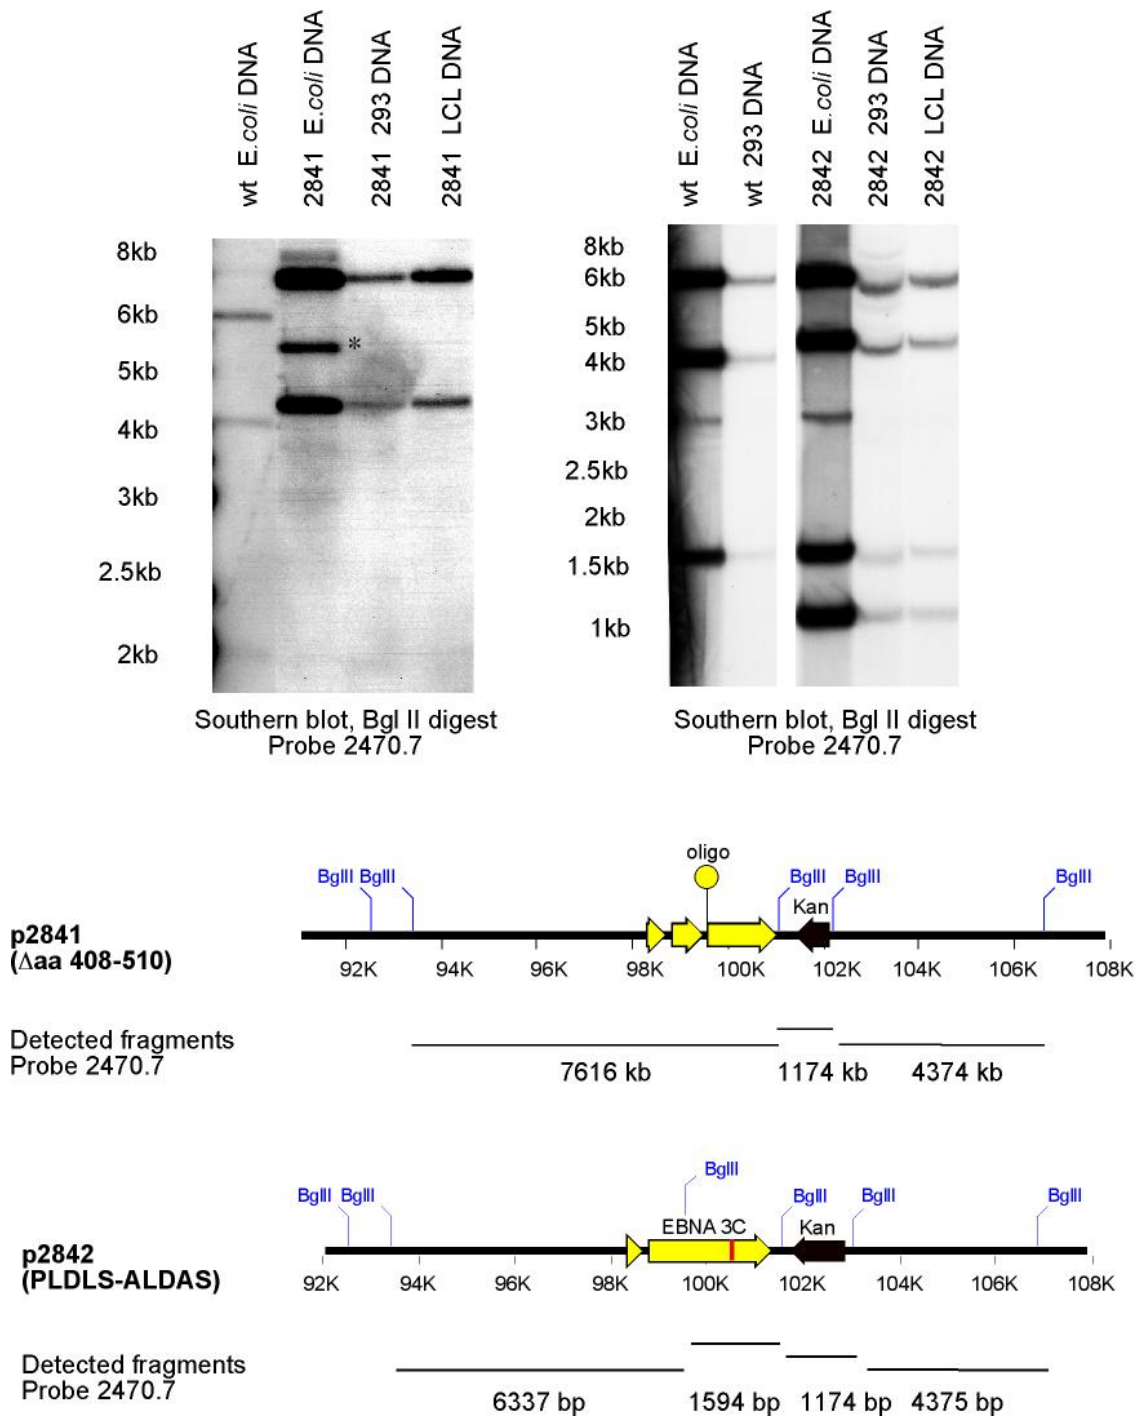 wt E.coli DNA
2841 E.coli DNA
2841 293 DNA
2841 LCL DNA
8kb
6kb
5kb
4kb
3kb
2.5kb
2kb
*
Southern blot, Bgl II digest
Probe 2470.7
wt E.coli DNA
wt 293 DNA
2842 E.coli DNA
2842 293 DNA
2842 LCL DNA
8kb
6kb
5kb
4kb
3kb
2.5kb
2kb
1.5kb
1kb
Southern blot, Bgl II digest
Probe 2470.7
oligo
BglII BglII BglII BglII BglII
Kan
p2841
(Δaa 408-510)
92K 94K 96K 98K 100K 102K 104K 106K 108K
Detected fragments
Probe 2470.7
7616 kb 1174 kb 4374 kb
BglII
BglII BglII BglII BglII BglII
EBNA 3C Kan
p2842
(PLDLS-ALDAS)
92K 94K 96K 98K 100K 102K 104K 106K 108K
Detected fragments
Probe 2470.7
6337 bp 1594 bp 1174 bp 4375 bp